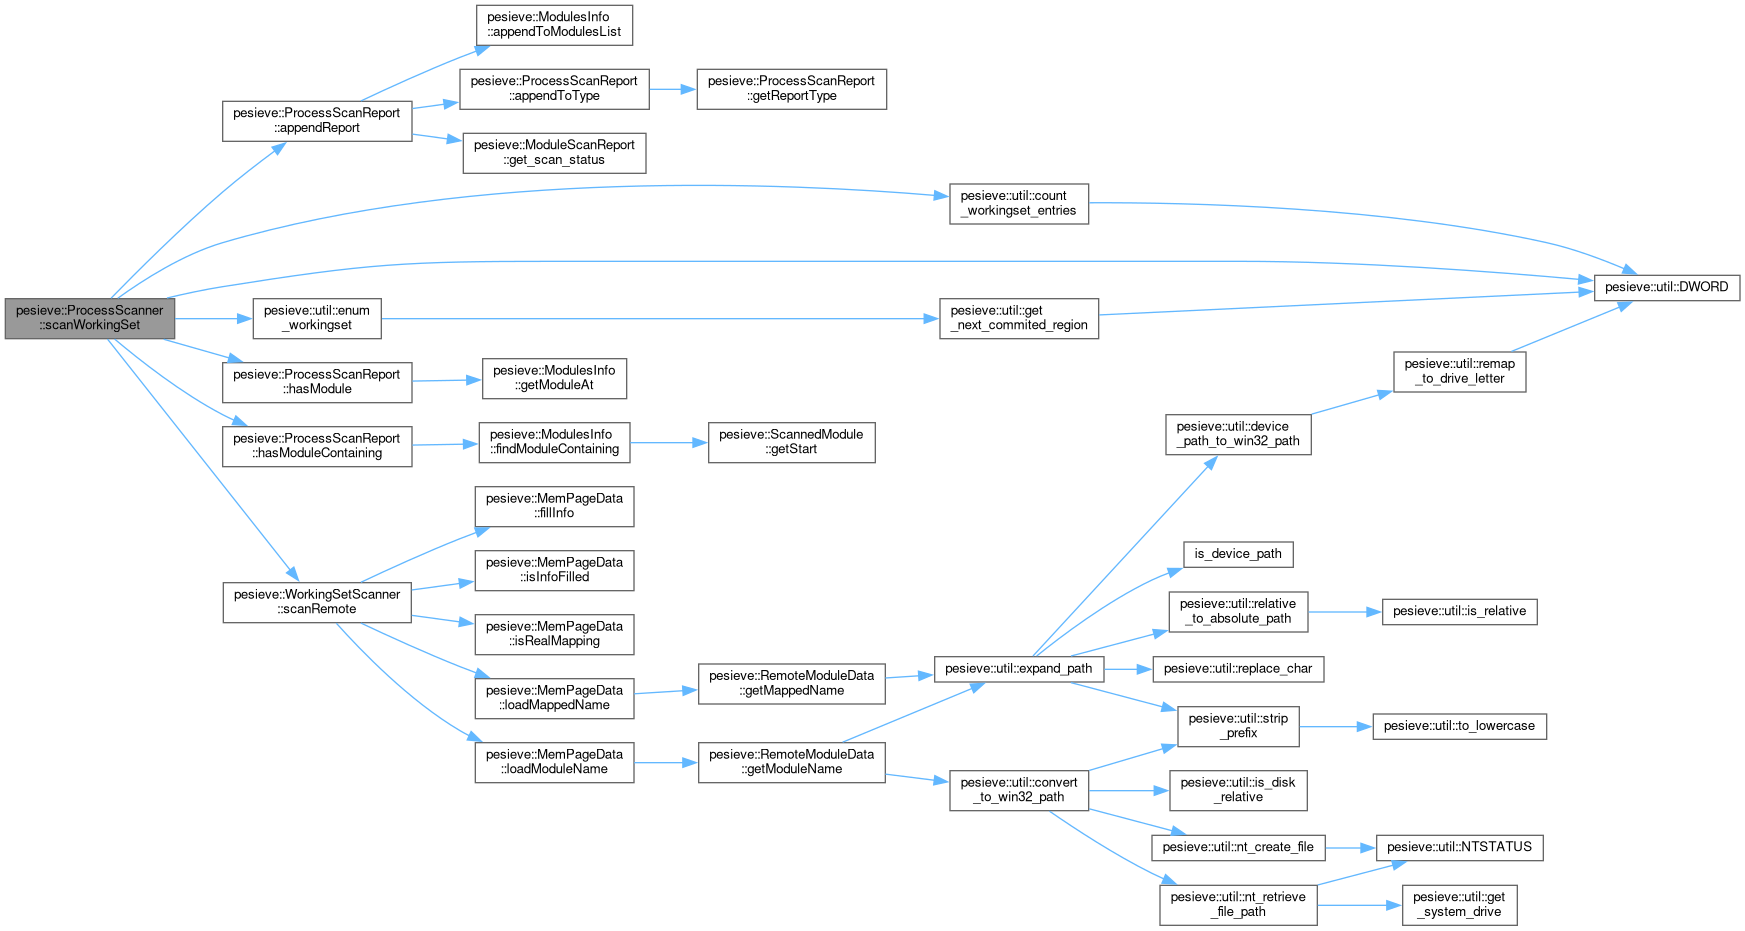 pesieve::ModulesInfo
::appendToModulesList
pesieve::ProcessScanReport
::appendToType
pesieve::ProcessScanReport
::getReportType
pesieve::ProcessScanReport
::appendReport
pesieve::ModuleScanReport
::get_scan_status
pesieve::util::count
_workingset_entries
pesieve::util::DWORD
pesieve::ProcessScanner
::scanWorkingSet
pesieve::util::enum
_workingset
pesieve::util::get
_next_commited_region
pesieve::ProcessScanReport
::hasModule
pesieve::ModulesInfo
::getModuleAt
pesieve::util::remap
_to_drive_letter
pesieve::ProcessScanReport
::hasModuleContaining
pesieve::ModulesInfo
::findModuleContaining
pesieve::ScannedModule
::getStart
pesieve::util::device
_path_to_win32_path
pesieve::MemPageData
::fillInfo
is_device_path
pesieve::MemPageData
::isInfoFilled
pesieve::WorkingSetScanner
::scanRemote
pesieve::util::relative
_to_absolute_path
pesieve::util::is_relative
pesieve::MemPageData
::isRealMapping
pesieve::util::expand_path
pesieve::util::replace_char
pesieve::MemPageData
::loadMappedName
pesieve::RemoteModuleData
::getMappedName
pesieve::util::strip
_prefix
pesieve::util::to_lowercase
pesieve::MemPageData
::loadModuleName
pesieve::RemoteModuleData
::getModuleName
pesieve::util::convert
_to_win32_path
pesieve::util::is_disk
_relative
pesieve::util::nt_create_file
pesieve::util::NTSTATUS
pesieve::util::nt_retrieve
_file_path
pesieve::util::get
_system_drive